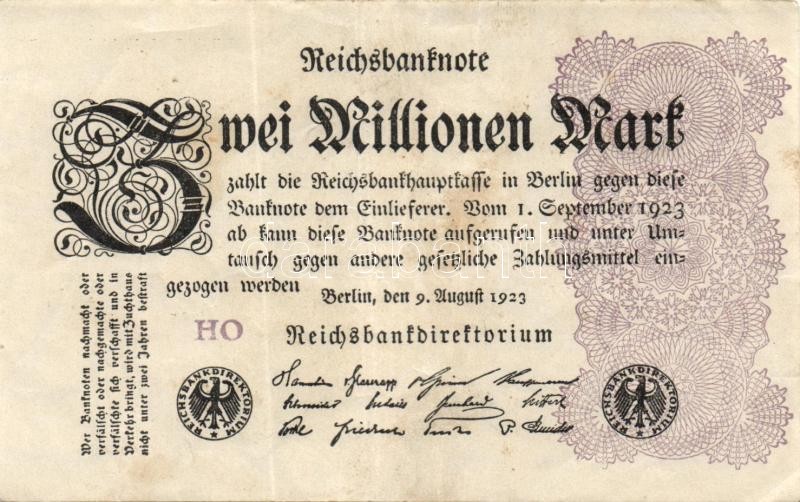 Reichsbanknote
Zwei Millionen Mark
zahlt die Reichsbankhauptkasse in Berlin gegen diese
Banknote dem Einlieferer. Vom 1. September 1923
ab kann diese Banknote aufgerufen und unter Um-
tausch gegen andere gesetzliche Zahlungsmittel ein-
gezogen werden
Berlin, den 9. August 1923
HO
Reichsbankdirektorium
Wer Banknoten nachmacht oder
verfälscht oder nachgemachte oder
verfälschte sich verschafft und in
Verkehr bringt, wird mit Zuchthaus
nicht unter zwei Jahren bestraft
REICHSBANKDIREKTORIUM
REICHSBANKDIREKTORIUM